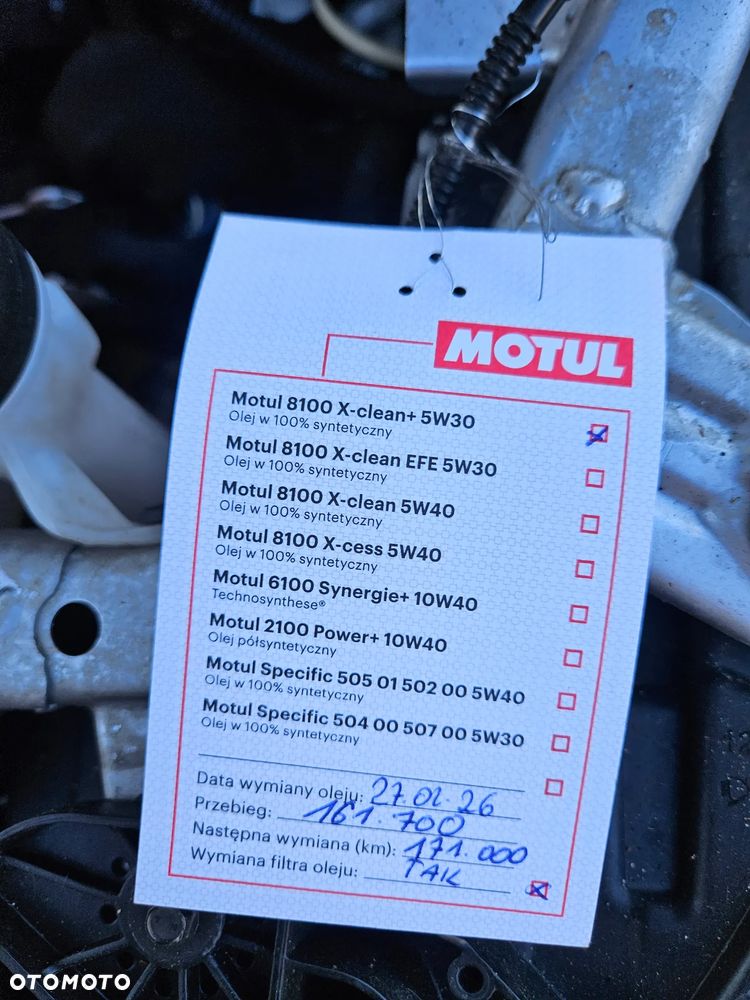 MOTUL
Motul 8100 X-clean+ 5W30
Olej w 100% syntetyczny
Motul 8100 X-clean EFE 5W30
Olej w 100% syntetyczny
Motul 8100 X-clean 5W40
Olej w 100% syntetyczny
Motul 8100 X-cess 5W40
Olej w 100% syntetyczny
Motul 6100 Synergie+ 10W40
Technosynthese®
Motul 2100 Power+ 10W40
Olej półsyntetyczny
Motul Specific 505 01 502 00 5W40
Olej w 100% syntetyczny
Motul Specific 504 00 507 00 5W30
Olej w 100% syntetyczny
Data wymiany oleju: 27.02.26
Przebieg: 161.700
Następna wymiana (km): 171.000
Wymiana filtra oleju: TAK
OTOMOTO